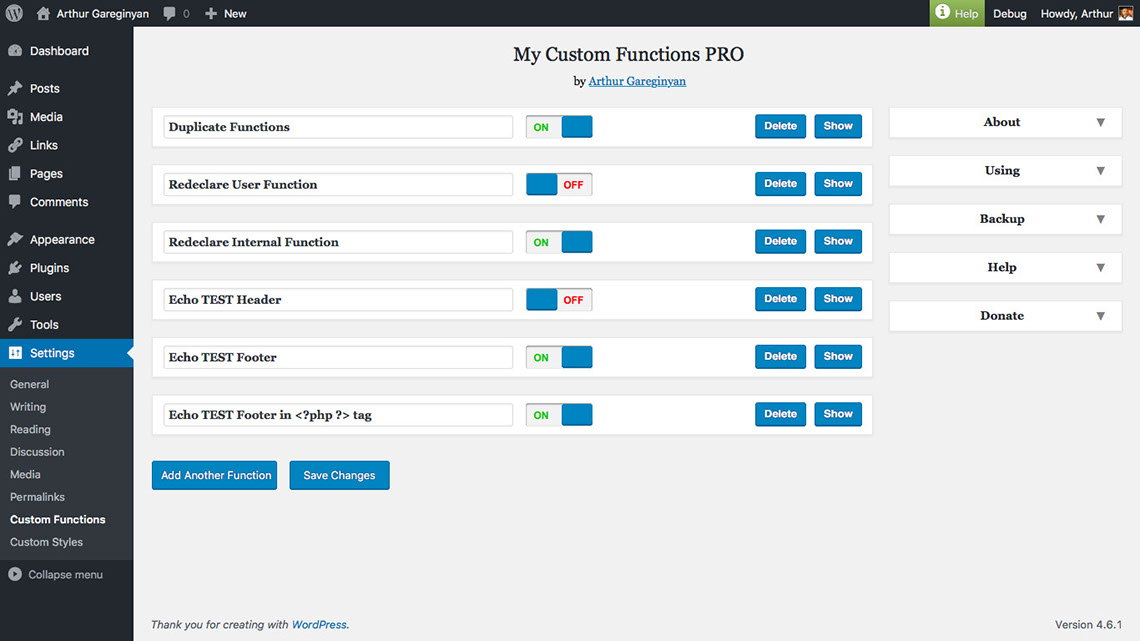 Arthur Gareginyan 0 New Help Debug Howdy, Arthur
Dashboard
Posts
Media
Links
Pages
Comments
Appearance
Plugins
Users
Tools
Settings
General
Writing
Reading
Discussion
Media
Permalinks
Custom Functions
Custom Styles
Collapse menu
My Custom Functions PRO
by Arthur Gareginyan
Duplicate Functions ON Delete Show
Redeclare User Function OFF Delete Show
Redeclare Internal Function ON Delete Show
Echo TEST Header OFF Delete Show
Echo TEST Footer ON Delete Show
Echo TEST Footer in <?php ?> tag ON Delete Show
Add Another Function Save Changes
About
Using
Backup
Help
Donate
Thank you for creating with WordPress. Version 4.6.1